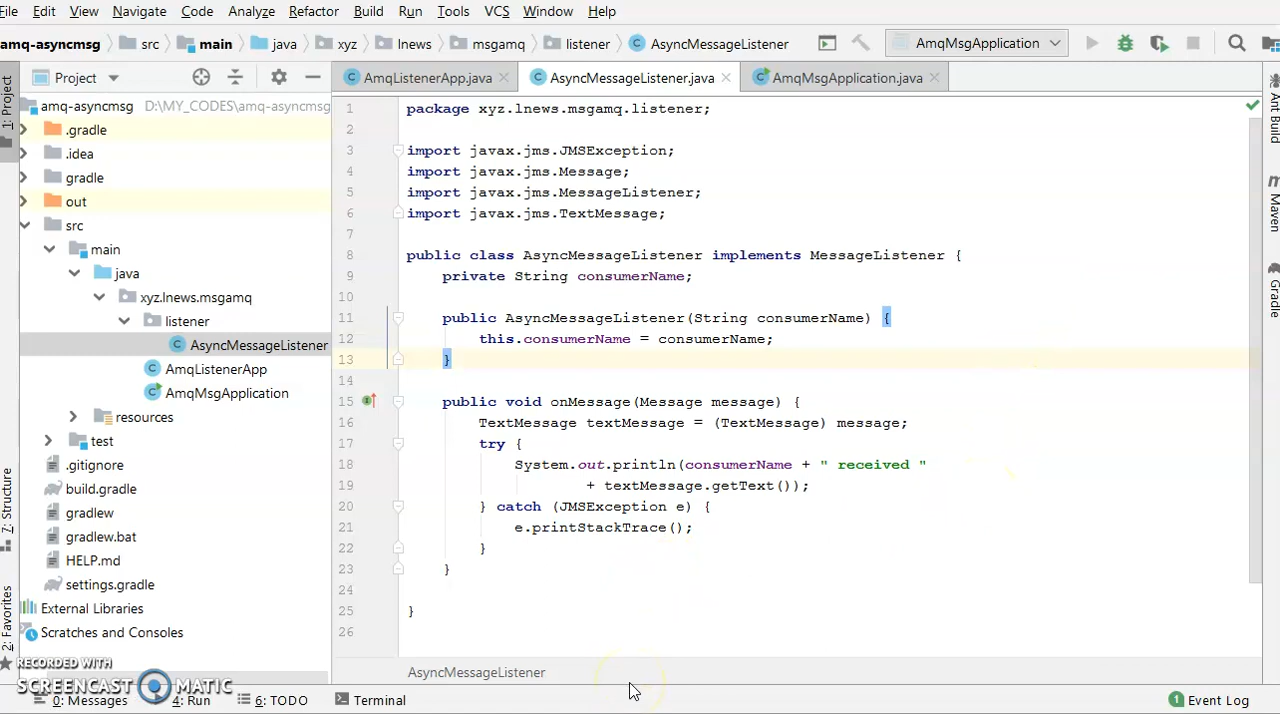 File Edit View Navigate Code Analyze Refactor Build Run Tools VCS Window Help
amq-asyncmsg src main java xyz lnews msgamq listener AsyncMessageListener AmqMsgApplication
1: Project
Project
AmqListenerApp.java AsyncMessageListener.java AmqMsgApplication.java
amq-asyncmsg D:\MY_CODES\amq-asyncmsg
.gradle
.idea
gradle
out
src
main
java
xyz.lnews.msgamq
listener
AsyncMessageListener
AmqListenerApp
AmqMsgApplication
resources
test
.gitignore
build.gradle
gradlew
gradlew.bat
HELP.md
settings.gradle
External Libraries
Scratches and Consoles
7: Structure
2: Favorites
1 package xyz.lnews.msgamq.listener;
2
3 import javax.jms.JMSException;
4 import javax.jms.Message;
5 import javax.jms.MessageListener;
6 import javax.jms.TextMessage;
7
8 public class AsyncMessageListener implements MessageListener {
9 private String consumerName;
10
11 public AsyncMessageListener(String consumerName) {
12 this.consumerName = consumerName;
13 }
14
15 public void onMessage(Message message) {
16 TextMessage textMessage = (TextMessage) message;
17 try {
18 System.out.println(consumerName + " received "
19 + textMessage.getText());
20 } catch (JMSException e) {
21 e.printStackTrace();
22 }
23 }
24
25 }
26
AsyncMessageListener
Ant Build
Maven
Gradle
RECORDED WITH
SCREENCAST MATIC
0: Messages 4: Run 6: TODO Terminal 1 Event Log